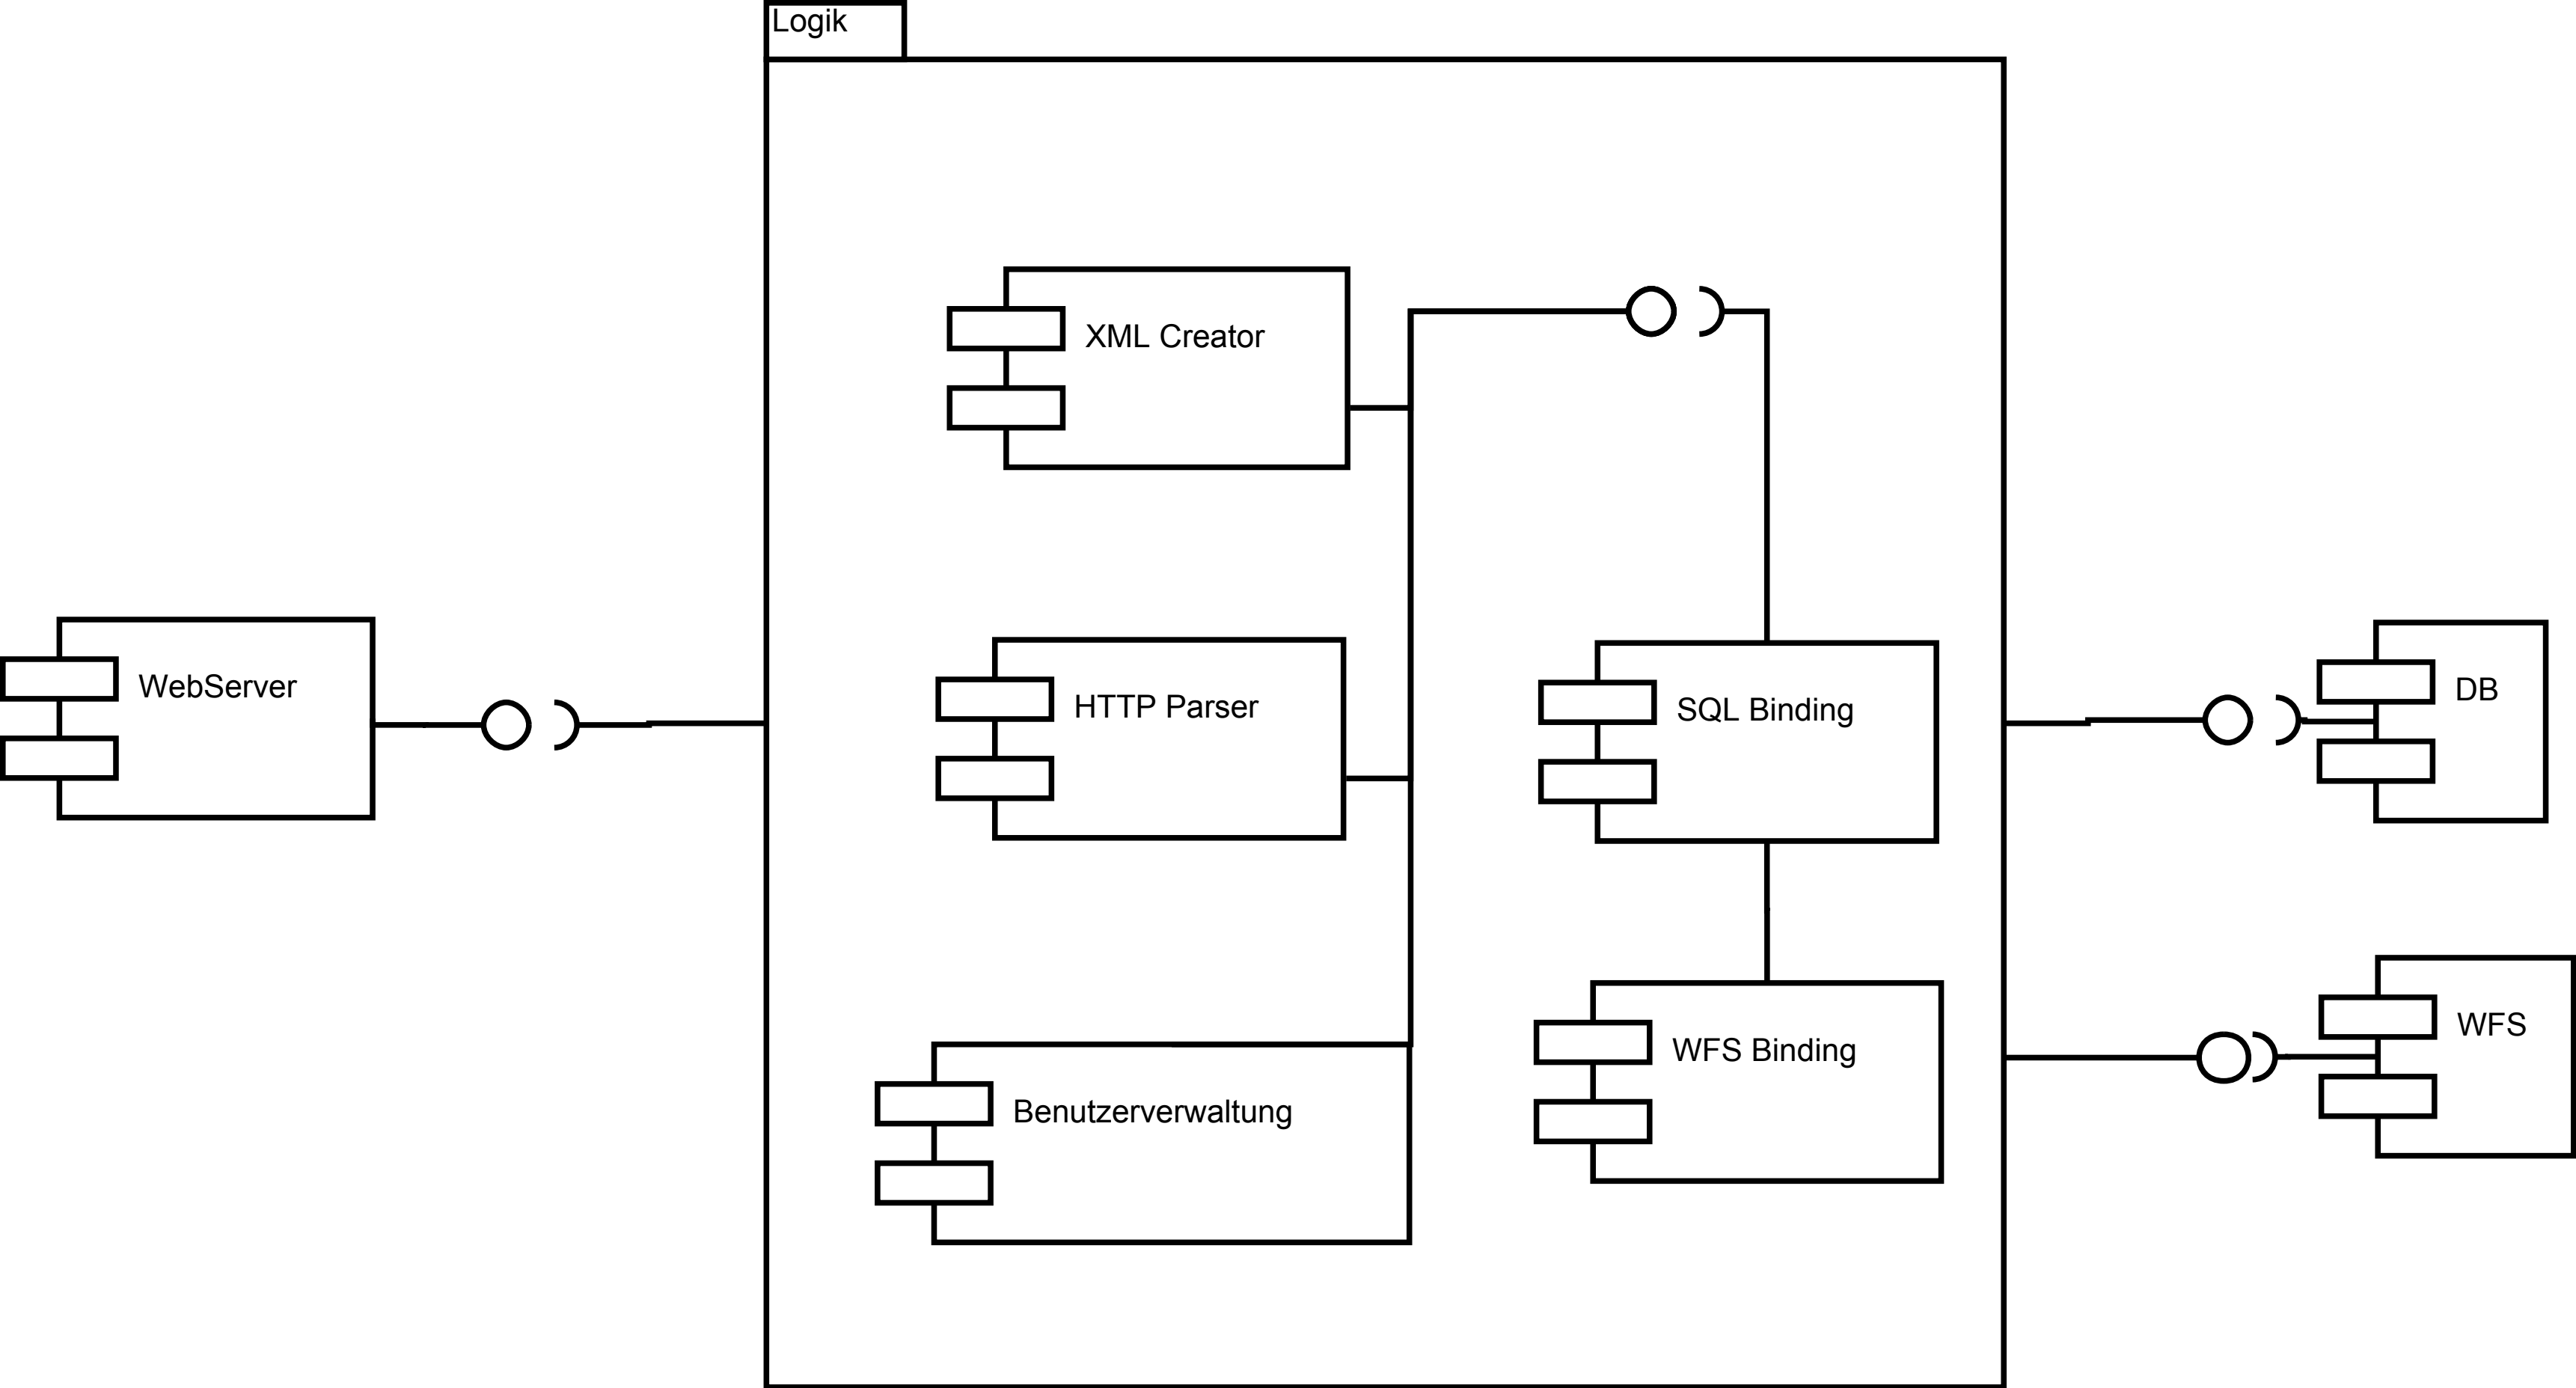 Logik
XML Creator
WebServer
HTTP Parser
SQL Binding
DB
Benutzerverwaltung
WFS Binding
WFS